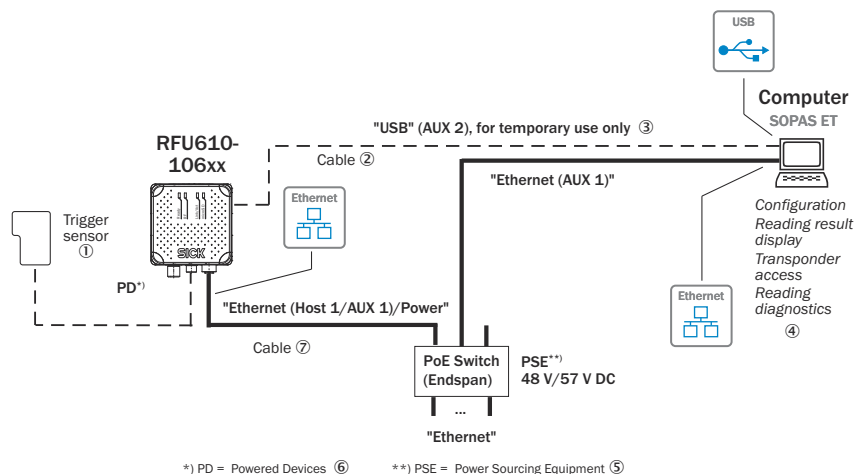 USB
Computer
SOPAS ET
"USB" (AUX 2), for temporary use only ③
RFU610-
106xx
Cable ②
"Ethernet (AUX 1)"
Ethernet
Trigger
sensor
①
SICK
Configuration
Reading result
display
Transponder
access
Reading
diagnostics
④
PD*)
"Ethernet (Host 1/AUX 1)/Power"
Ethernet
Cable ⑦
PoE Switch
(Endspan)
PSE**)
48 V/57 V DC
...
"Ethernet"
*) PD = Powered Devices ⑥
**) PSE = Power Sourcing Equipment ⑤